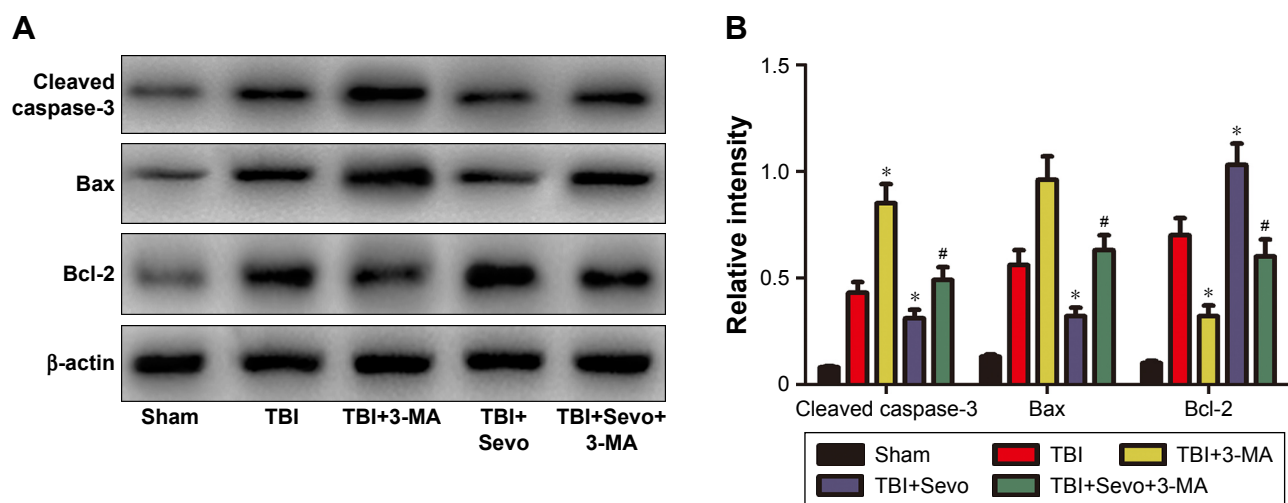 A
Cleaved
caspase-3
Bax
Bcl-2
β-actin
Sham
TBI
TBI+3-MA
TBI+
Sevo
TBI+Sevo+
3-MA
B
Relative intensity
1.5
1.0
0.5
0
*
*
#
*
#
*
*
#
Cleaved caspase-3
Bax
Bcl-2
Sham
TBI
TBI+3-MA
TBI+Sevo
TBI+Sevo+3-MA